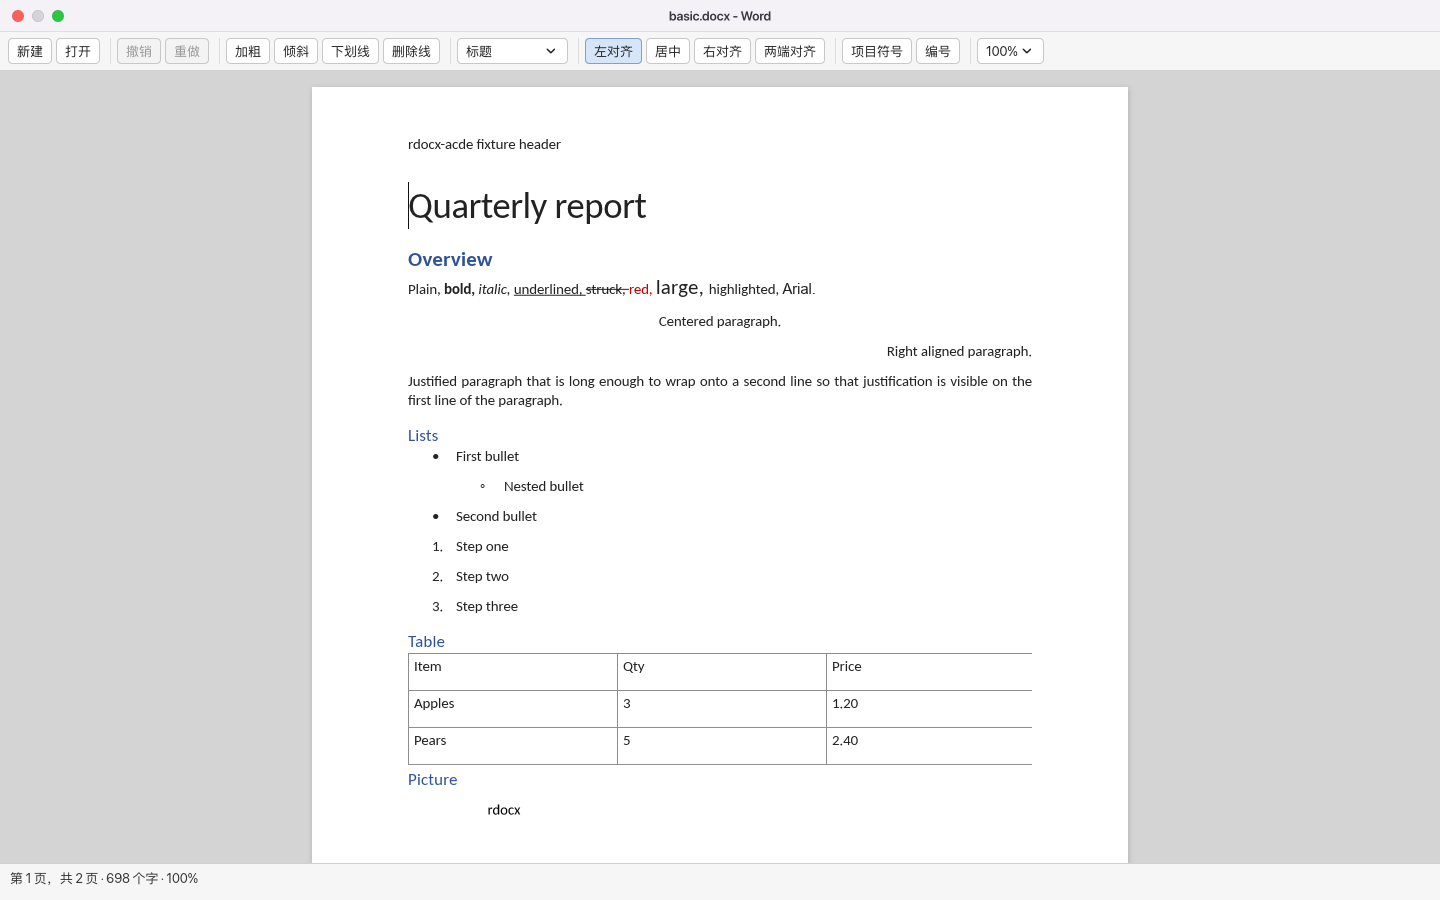 basic.docx - Word
新建 打开 撤销 重做 加粗 倾斜 下划线 删除线 标题 左对齐 居中 右对齐 两端对齐 项目符号 编号 100%
rdocx-acde fixture header
Quarterly report
Overview
Plain, bold, italic, underlined, struck, red, large, highlighted, Arial.
Centered paragraph.
Right aligned paragraph.
Justified paragraph that is long enough to wrap onto a second line so that justification is visible on the
first line of the paragraph.
Lists
• First bullet
◦ Nested bullet
• Second bullet
1. Step one
2. Step two
3. Step three
Table
Item Qty Price
Apples 3 1.20
Pears 5 2.40
Picture
rdocx
第 1 页，共 2 页 · 698 个字 · 100%